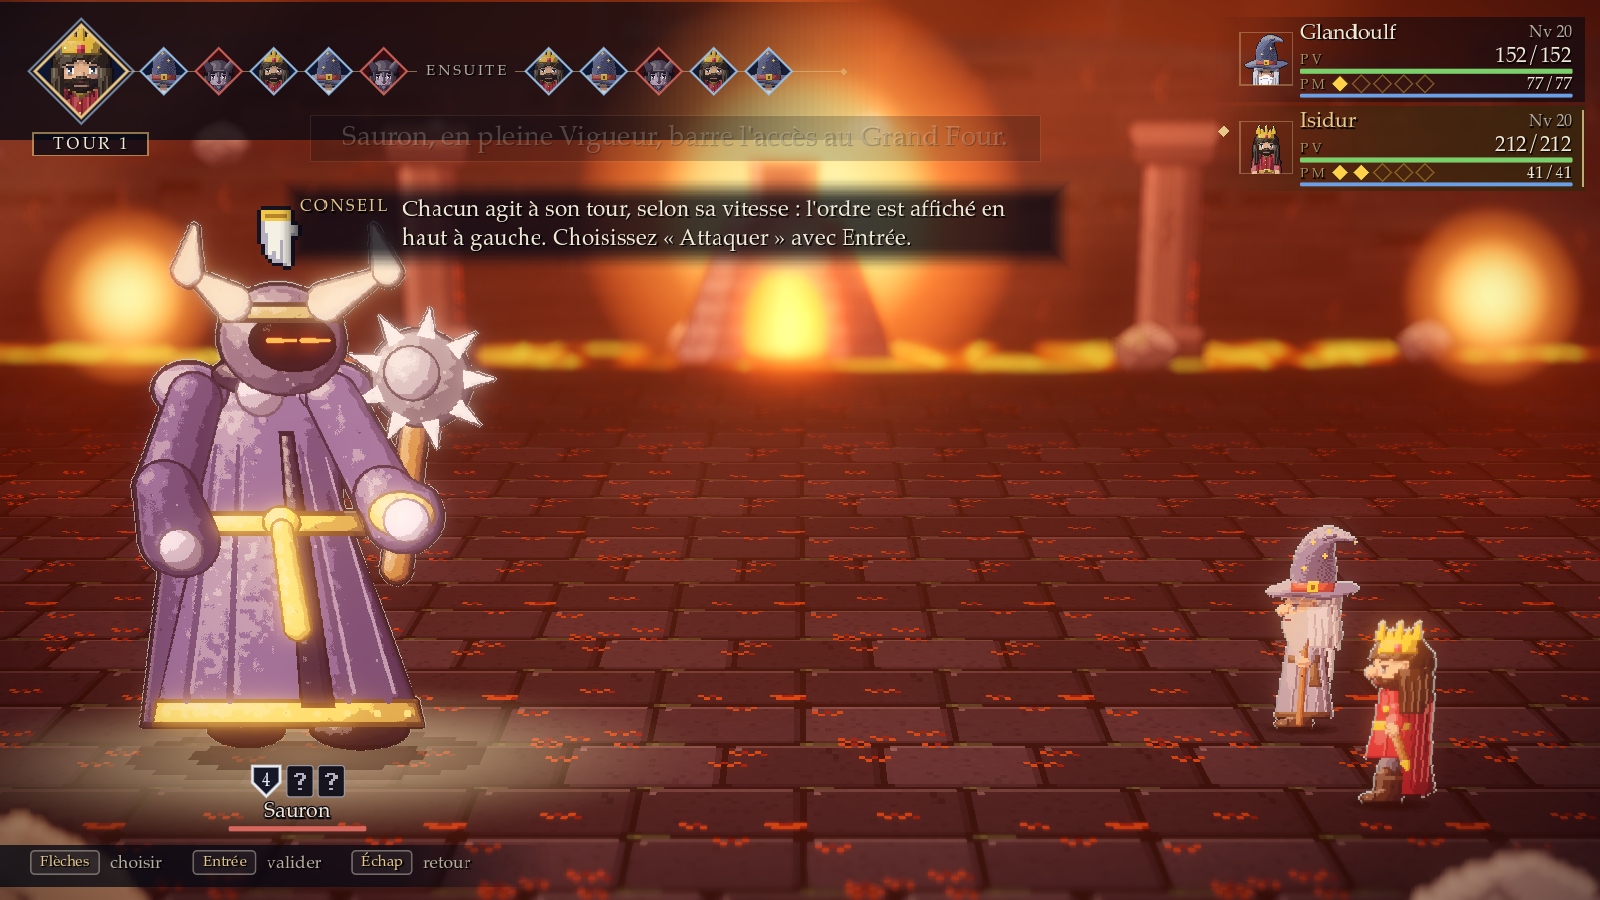 ENSUITE
TOUR 1
Sauron, en pleine Vigueur, barre l'accès au Grand Four.
CONSEIL
Chacun agit à son tour, selon sa vitesse : l'ordre est affiché en
haut à gauche. Choisissez « Attaquer » avec Entrée.
Glandoulf Nv 20
PV 152/152
PM 77/77
Isidur Nv 20
PV 212/212
PM 41/41
4 ? ?
Sauron
Flèches choisir Entrée valider Échap retour